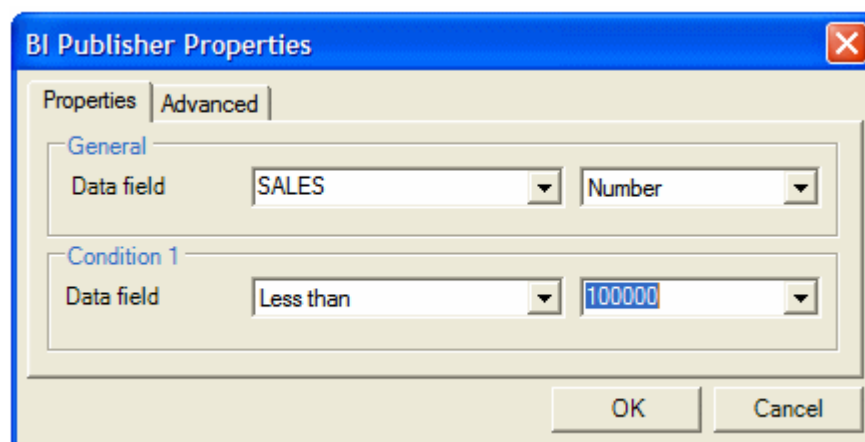 BI Publisher Properties
Properties Advanced
General
Data field SALES Number
Condition 1
Data field Less than 100000
OK Cancel